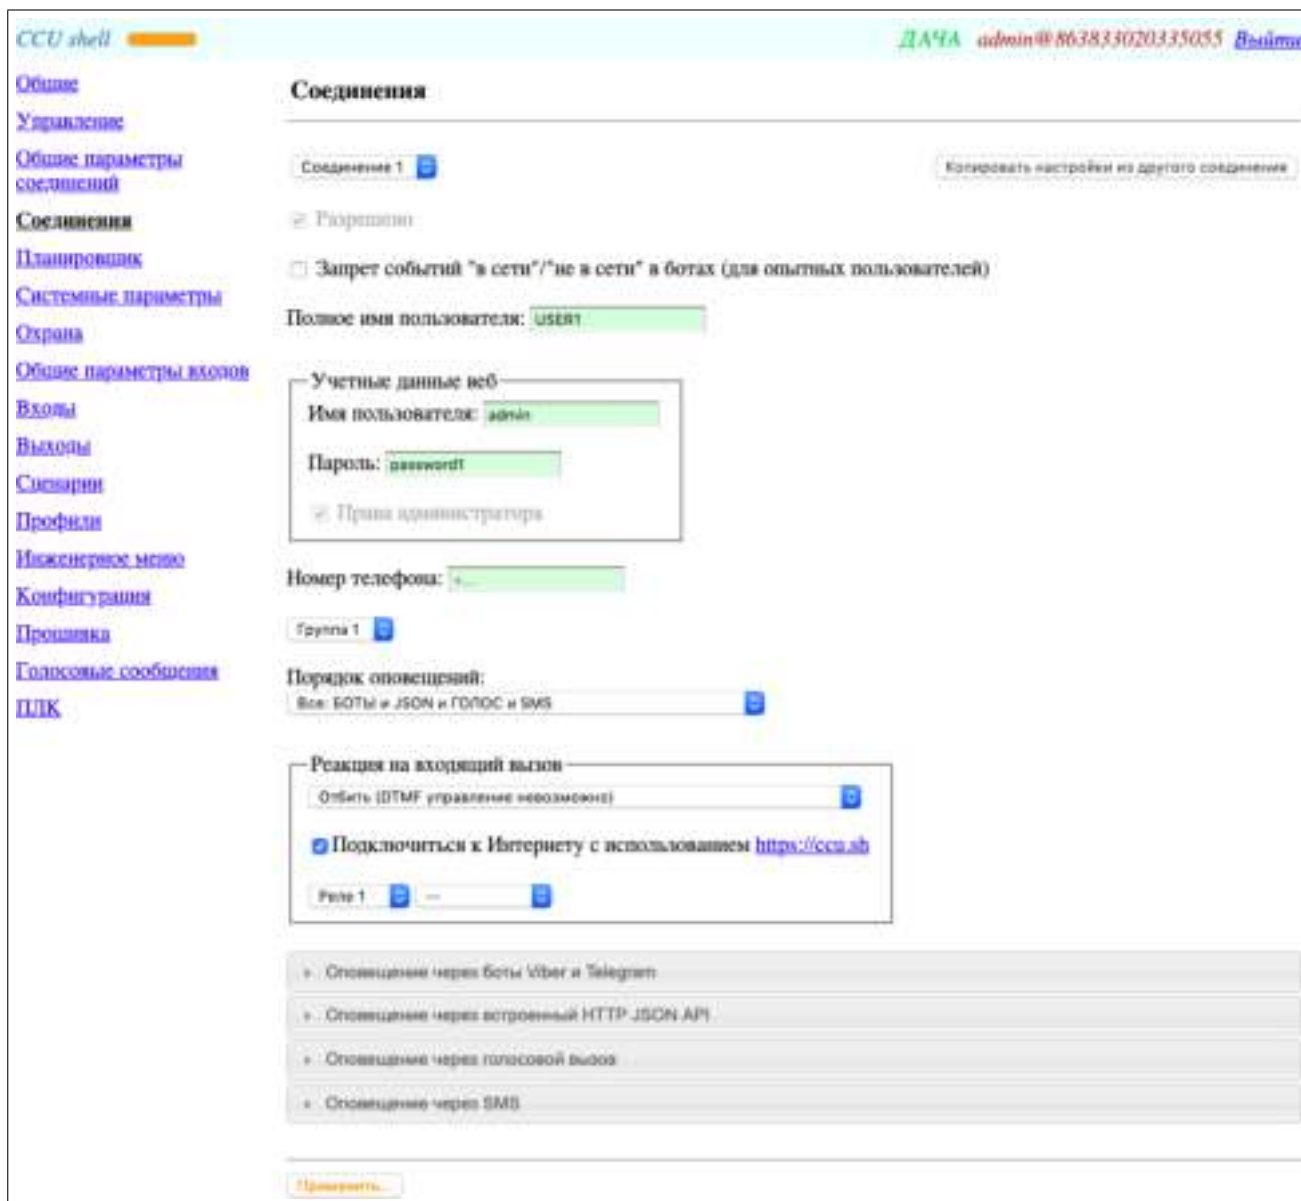 CCU shell ДАЧА admin@863833020335055 Выйти
Общие
Управление
Общие параметры
соединений
Соединения
Планировщик
Системные параметры
Охрана
Общие параметры входов
Входы
Выходы
Сценарии
Профили
Инженерное меню
Конфигурация
Прошивка
Голосовые сообщения
ПЛК
Соединения
Соединение 1 Копировать настройки из другого соединения
Разрешено
Запрет событий "в сети"/"не в сети" в ботах (для опытных пользователей)
Полное имя пользователя: USER1
Учетные данные веб
Имя пользователя: admin
Пароль: password1
Права администратора
Номер телефона: +...
Группа 1
Порядок оповещений:
Все: БОТЫ и JSON и ГОЛОС и SMS
Реакция на входящий вызов
Отбить (DTMF управление невозможно)
Подключиться к Интернету с использованием https://ccu.sh
Реле 1 ---
Оповещение через боты Viber и Telegram
Оповещение через встроенный HTTP JSON API
Оповещение через голосовой вызов
Оповещение через SMS
Применить...